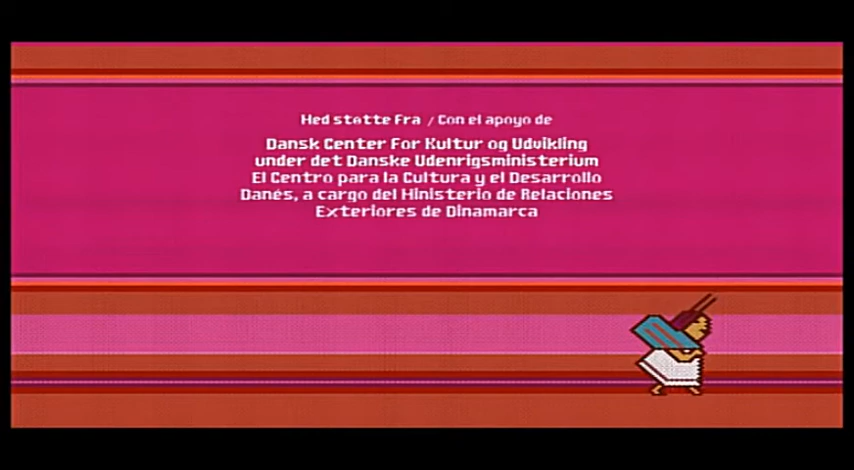 Med støtte fra / Con el apoyo de
Dansk Center for Kultur og Udvikling
under det Danske Udenrigsministerium
El Centro para la Cultura y el Desarrollo
Danés, a cargo del Ministerio de Relaciones
Exteriores de Dinamarca